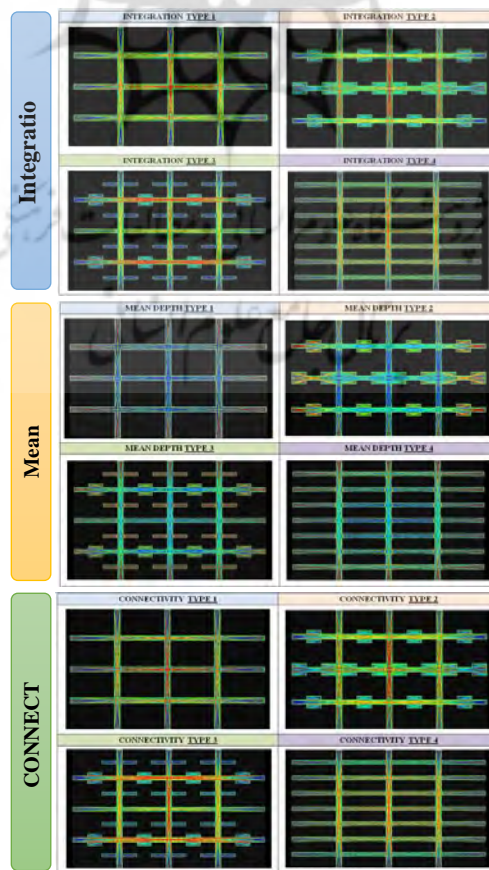 Integratio
INTEGRATION TYPE 1
INTEGRATION TYPE 2
INTEGRATION TYPE 3
INTEGRATION TYPE 4
Mean
MEAN DEPTH TYPE 1
MEAN DEPTH TYPE 2
MEAN DEPTH TYPE 3
MEAN DEPTH TYPE 4
CONNECT
CONNECTIVITY TYPE 1
CONNECTIVITY TYPE 2
CONNECTIVITY TYPE 3
CONNECTIVITY TYPE 4